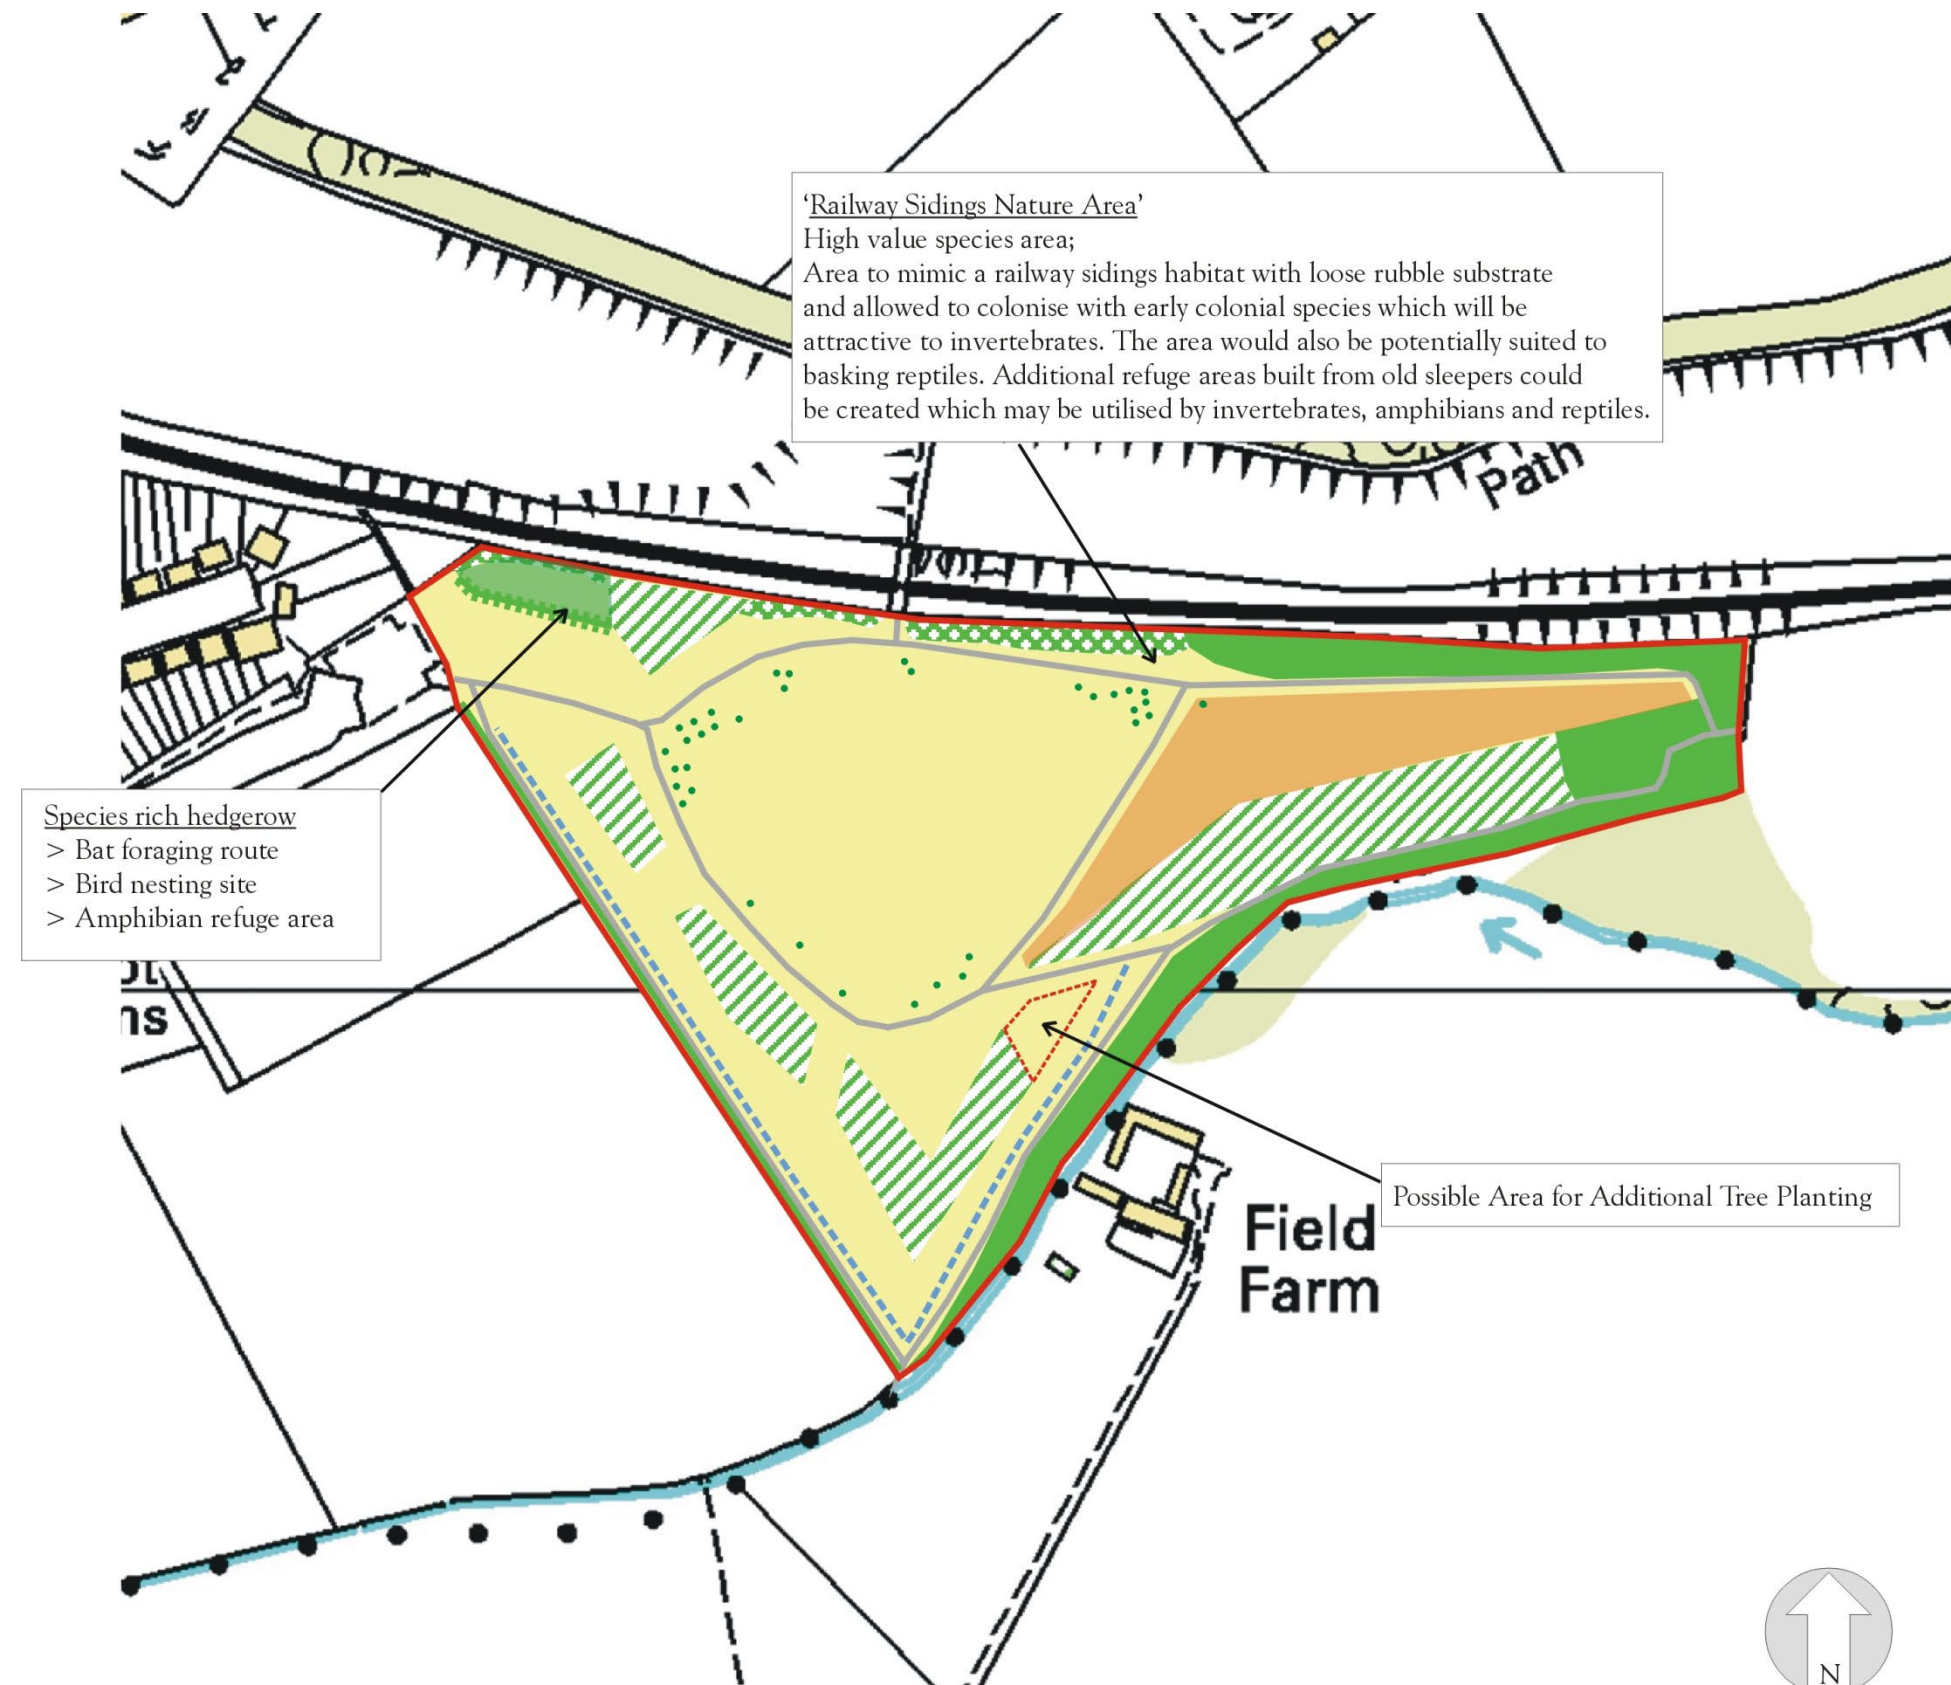 ‘Railway Sidings Nature Area’
High value species area;
Area to mimic a railway sidings habitat with loose rubble substrate
and allowed to colonise with early colonial species which will be
attractive to invertebrates. The area would also be potentially suited to
basking reptiles. Additional refuge areas built from old sleepers could
be created which may be utilised by invertebrates, amphibians and reptiles.
Path
Species rich hedgerow
> Bat foraging route
> Bird nesting site
> Amphibian refuge area
Possible Area for Additional Tree Planting
Field
Farm
N